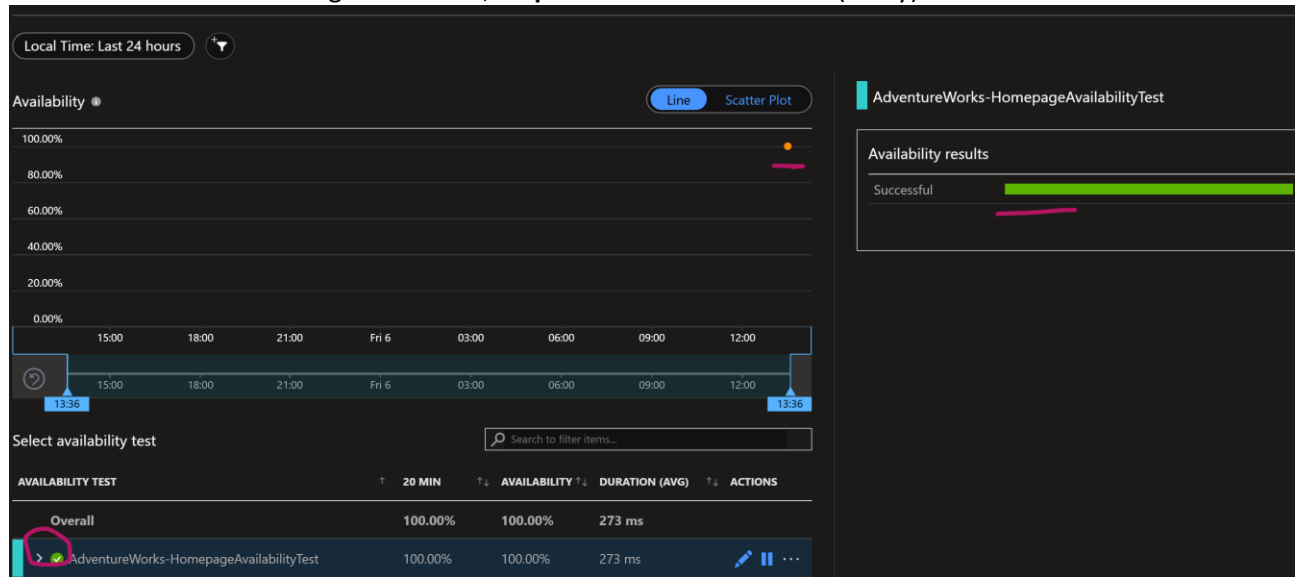 Local Time: Last 24 hours
Availability
Line Scatter Plot
100.00%
80.00%
60.00%
40.00%
20.00%
0.00%
15:00 18:00 21:00 Fri 6 03:00 06:00 09:00 12:00
15:00 18:00 21:00 Fri 6 03:00 06:00 09:00 12:00
13:36 13:36
Select availability test
Search to filter items...
AVAILABILITY TEST 20 MIN AVAILABILITY DURATION (AVG) ACTIONS
Overall 100.00% 100.00% 273 ms
AdventureWorks-HomepageAvailabilityTest 100.00% 100.00% 273 ms
AdventureWorks-HomepageAvailabilityTest
Availability results
Successful